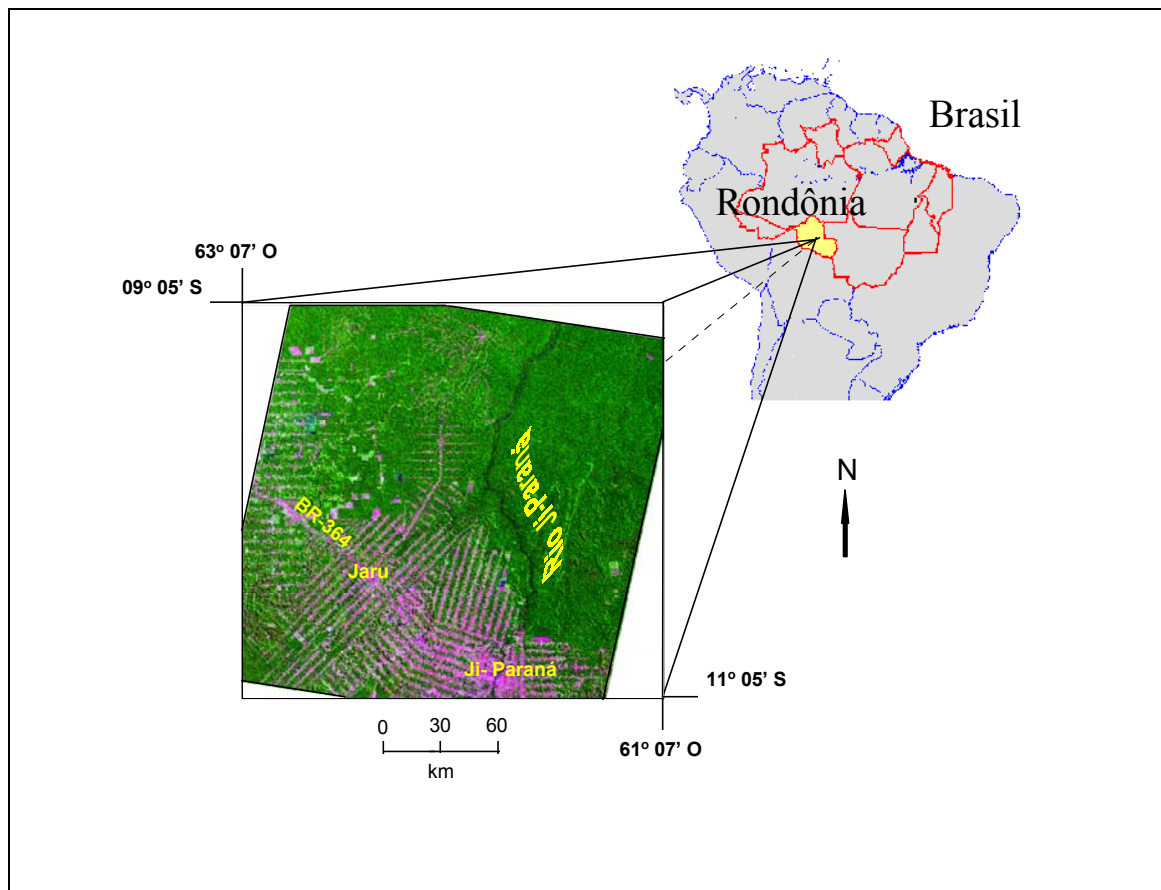 Brasil
Rondônia
63º 07’ O
09º 05’ S
Rio Ji-Paraná
BR-364
Jaru
Ji- Paraná
N
11º 05’ S
61º 07’ O
0 30 60
km